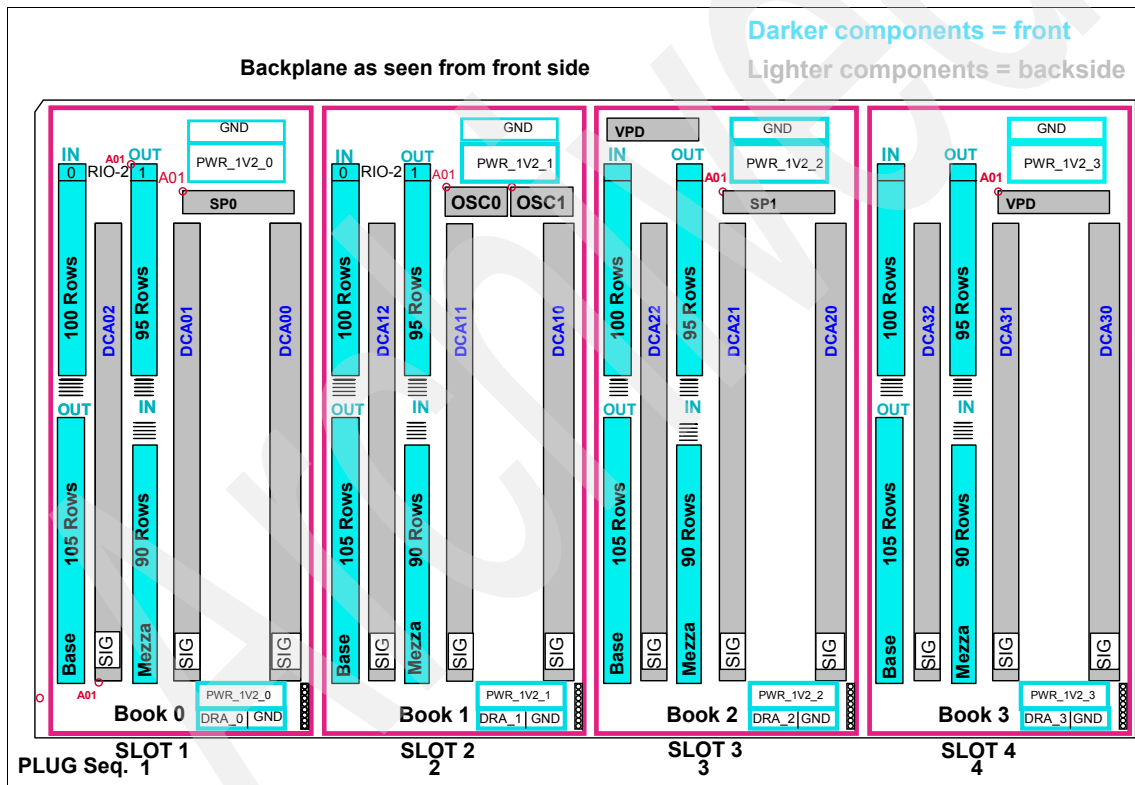 Darker components = front
Backplane as seen from front side
Lighter components = backside
GND
PWR_1V2_0
IN
OUT
A01
0
RIO-2
1
A01
SP0
100 Rows
DCA02
95 Rows
DCA01
DCA00
OUT
IN
105 Rows
90 Rows
Base
SIG
Mezza
SIG
SIG
A01
PWR_1V2_0
DRA_0 GND
Book 0
GND
PWR_1V2_1
IN
OUT
0
RIO-2
1
A01
OSC0
OSC1
100 Rows
DCA12
95 Rows
DCA11
DCA10
OUT
IN
105 Rows
90 Rows
Base
SIG
Mezza
SIG
SIG
PWR_1V2_1
DRA_1 GND
Book 1
VPD
GND
PWR_1V2_2
IN
OUT
A01
SP1
100 Rows
DCA22
95 Rows
DCA21
DCA20
OUT
IN
105 Rows
90 Rows
Base
SIG
Mezza
SIG
SIG
PWR_1V2_2
DRA_2 GND
Book 2
GND
PWR_1V2_3
IN
OUT
A01
VPD
100 Rows
DCA32
95 Rows
DCA31
DCA30
OUT
IN
105 Rows
90 Rows
Base
SIG
Mezza
SIG
SIG
PWR_1V2_3
DRA_3 GND
Book 3
SLOT 1
SLOT 2
SLOT 3
SLOT 4
PLUG Seq. 1
2
3
4
Archived